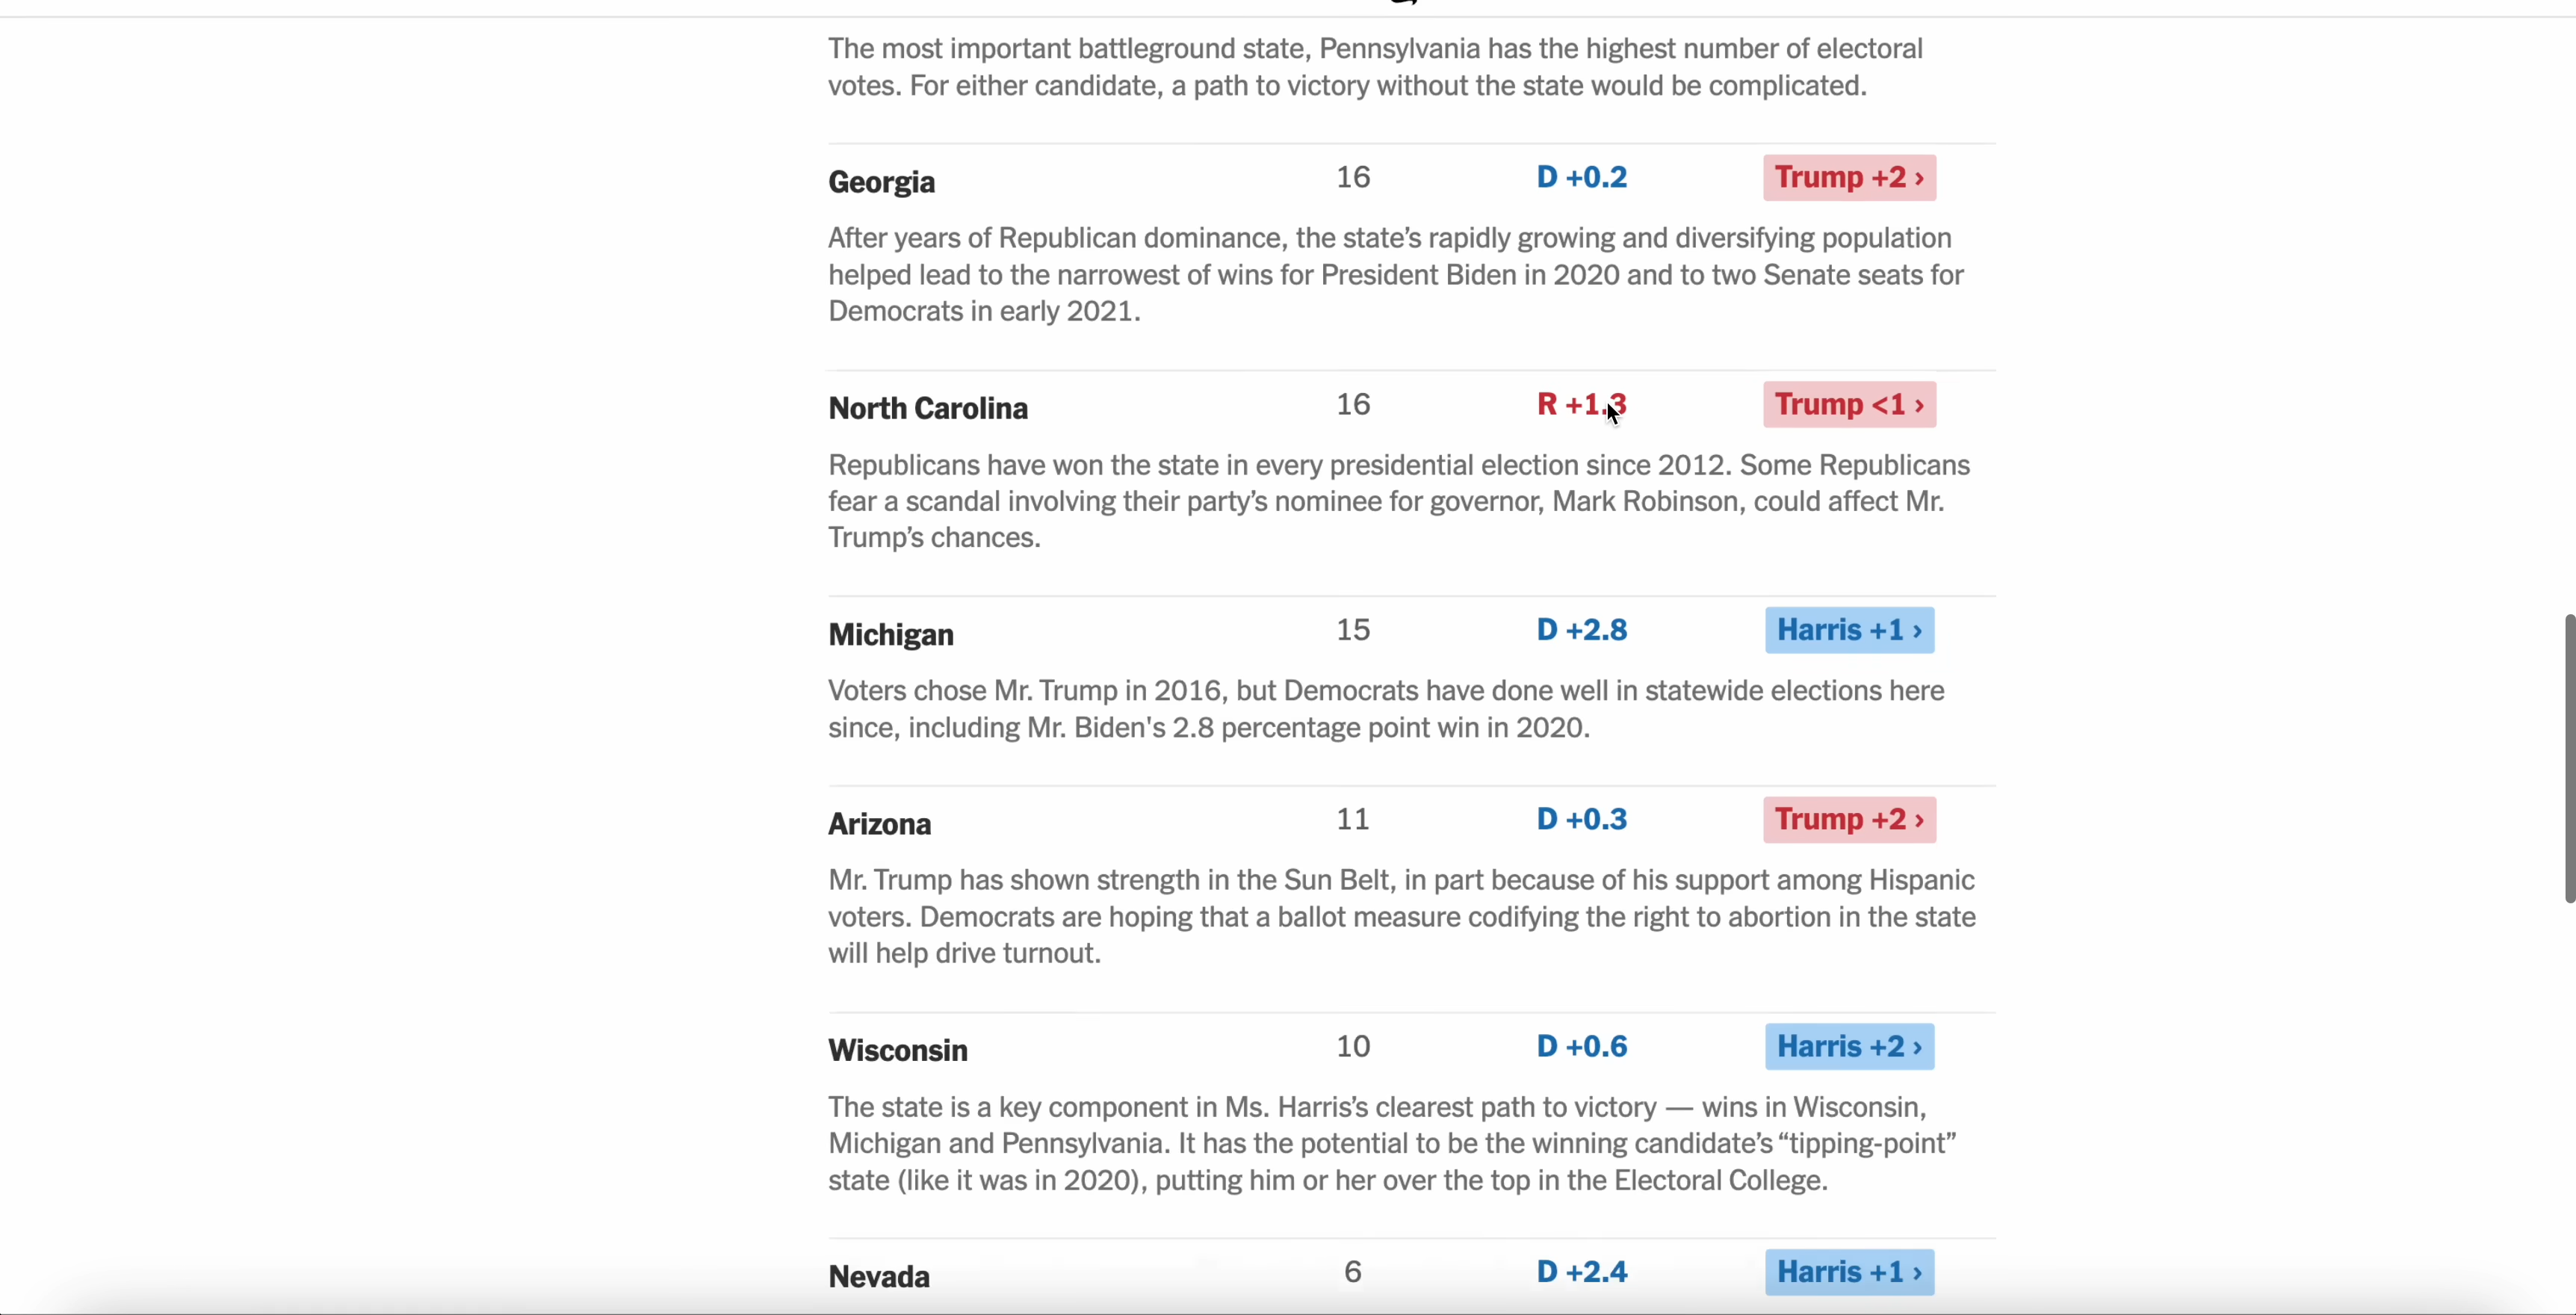 The most important battleground state, Pennsylvania has the highest number of electoral
votes. For either candidate, a path to victory without the state would be complicated.
Georgia 16 D +0.2 Trump +2 ›
After years of Republican dominance, the state’s rapidly growing and diversifying population
helped lead to the narrowest of wins for President Biden in 2020 and to two Senate seats for
Democrats in early 2021.
North Carolina 16 R +1.3 Trump <1 ›
Republicans have won the state in every presidential election since 2012. Some Republicans
fear a scandal involving their party’s nominee for governor, Mark Robinson, could affect Mr.
Trump’s chances.
Michigan 15 D +2.8 Harris +1 ›
Voters chose Mr. Trump in 2016, but Democrats have done well in statewide elections here
since, including Mr. Biden's 2.8 percentage point win in 2020.
Arizona 11 D +0.3 Trump +2 ›
Mr. Trump has shown strength in the Sun Belt, in part because of his support among Hispanic
voters. Democrats are hoping that a ballot measure codifying the right to abortion in the state
will help drive turnout.
Wisconsin 10 D +0.6 Harris +2 ›
The state is a key component in Ms. Harris’s clearest path to victory — wins in Wisconsin,
Michigan and Pennsylvania. It has the potential to be the winning candidate’s “tipping-point”
state (like it was in 2020), putting him or her over the top in the Electoral College.
Nevada 6 D +2.4 Harris +1 ›